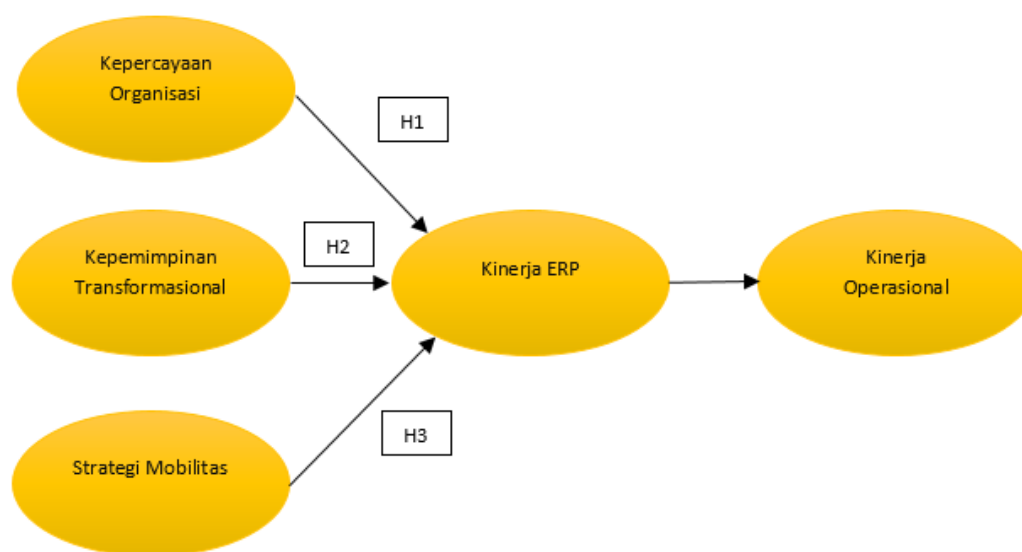 Kepercayaan
Organisasi
H1
Kepemimpinan
Transformasional
H2
Kinerja ERP
Kinerja
Operasional
Strategi Mobilitas
H3